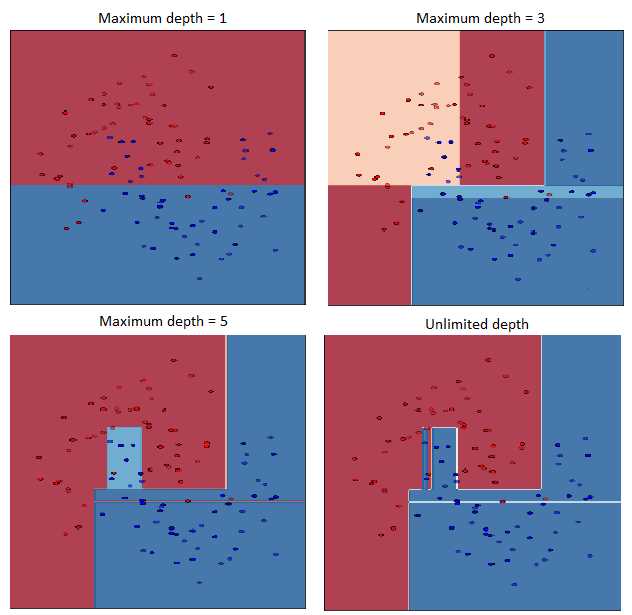 Maximum depth = 1
Maximum depth = 3
Maximum depth = 5
Unlimited depth